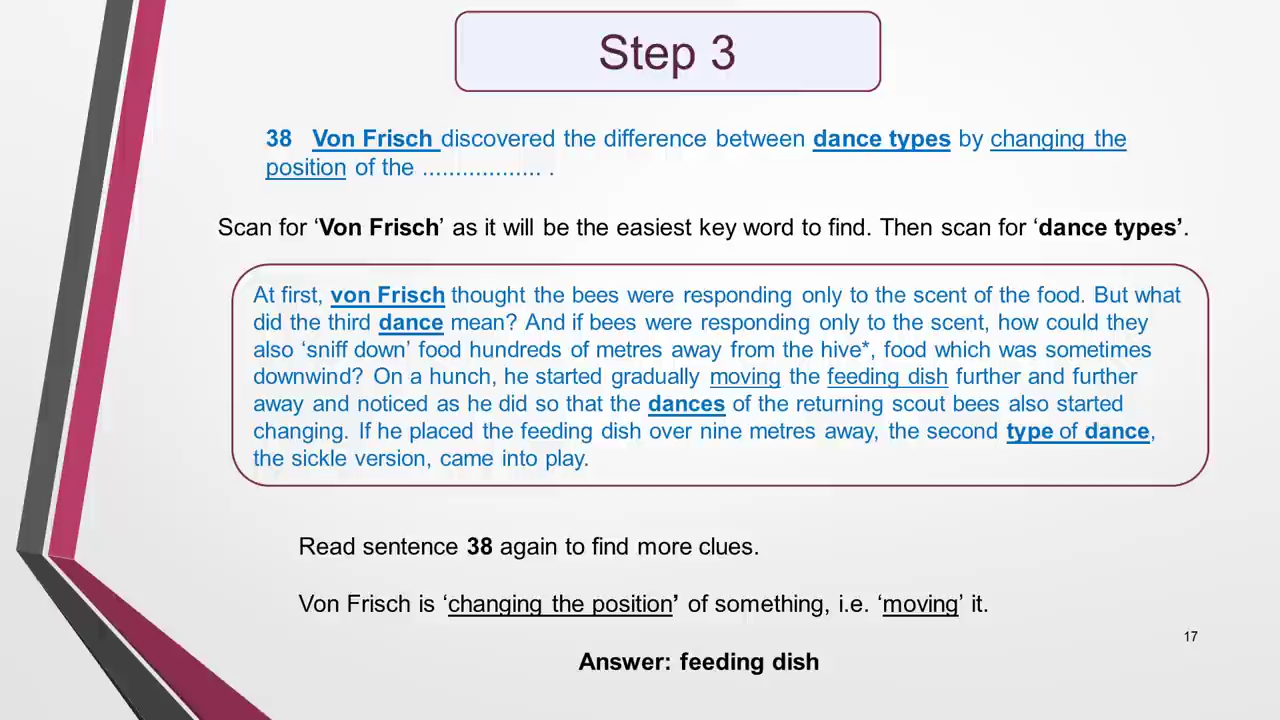 Step 3
38 Von Frisch discovered the difference between dance types by changing the
position of the .................. .
Scan for ‘Von Frisch’ as it will be the easiest key word to find. Then scan for ‘dance types’.
At first, von Frisch thought the bees were responding only to the scent of the food. But what
did the third dance mean? And if bees were responding only to the scent, how could they
also ‘sniff down’ food hundreds of metres away from the hive*, food which was sometimes
downwind? On a hunch, he started gradually moving the feeding dish further and further
away and noticed as he did so that the dances of the returning scout bees also started
changing. If he placed the feeding dish over nine metres away, the second type of dance,
the sickle version, came into play.
Read sentence 38 again to find more clues.
Von Frisch is ‘changing the position’ of something, i.e. ‘moving’ it.
17
Answer: feeding dish